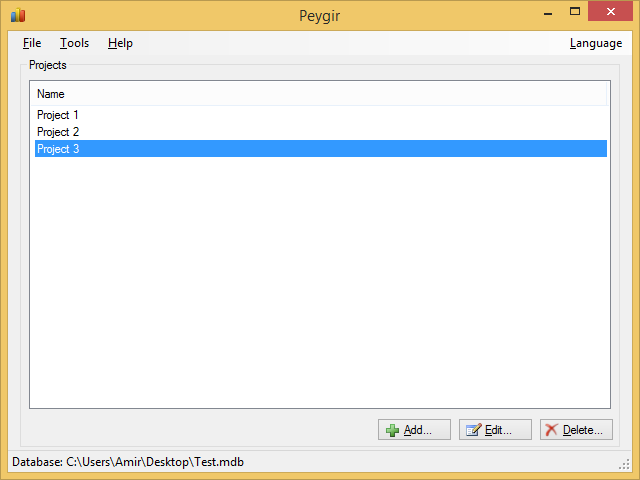 Peygir
File Tools Help Language
Projects
Name
Project 1
Project 2
Project 3
Add... Edit... Delete...
Database: C:\Users\Amir\Desktop\Test.mdb